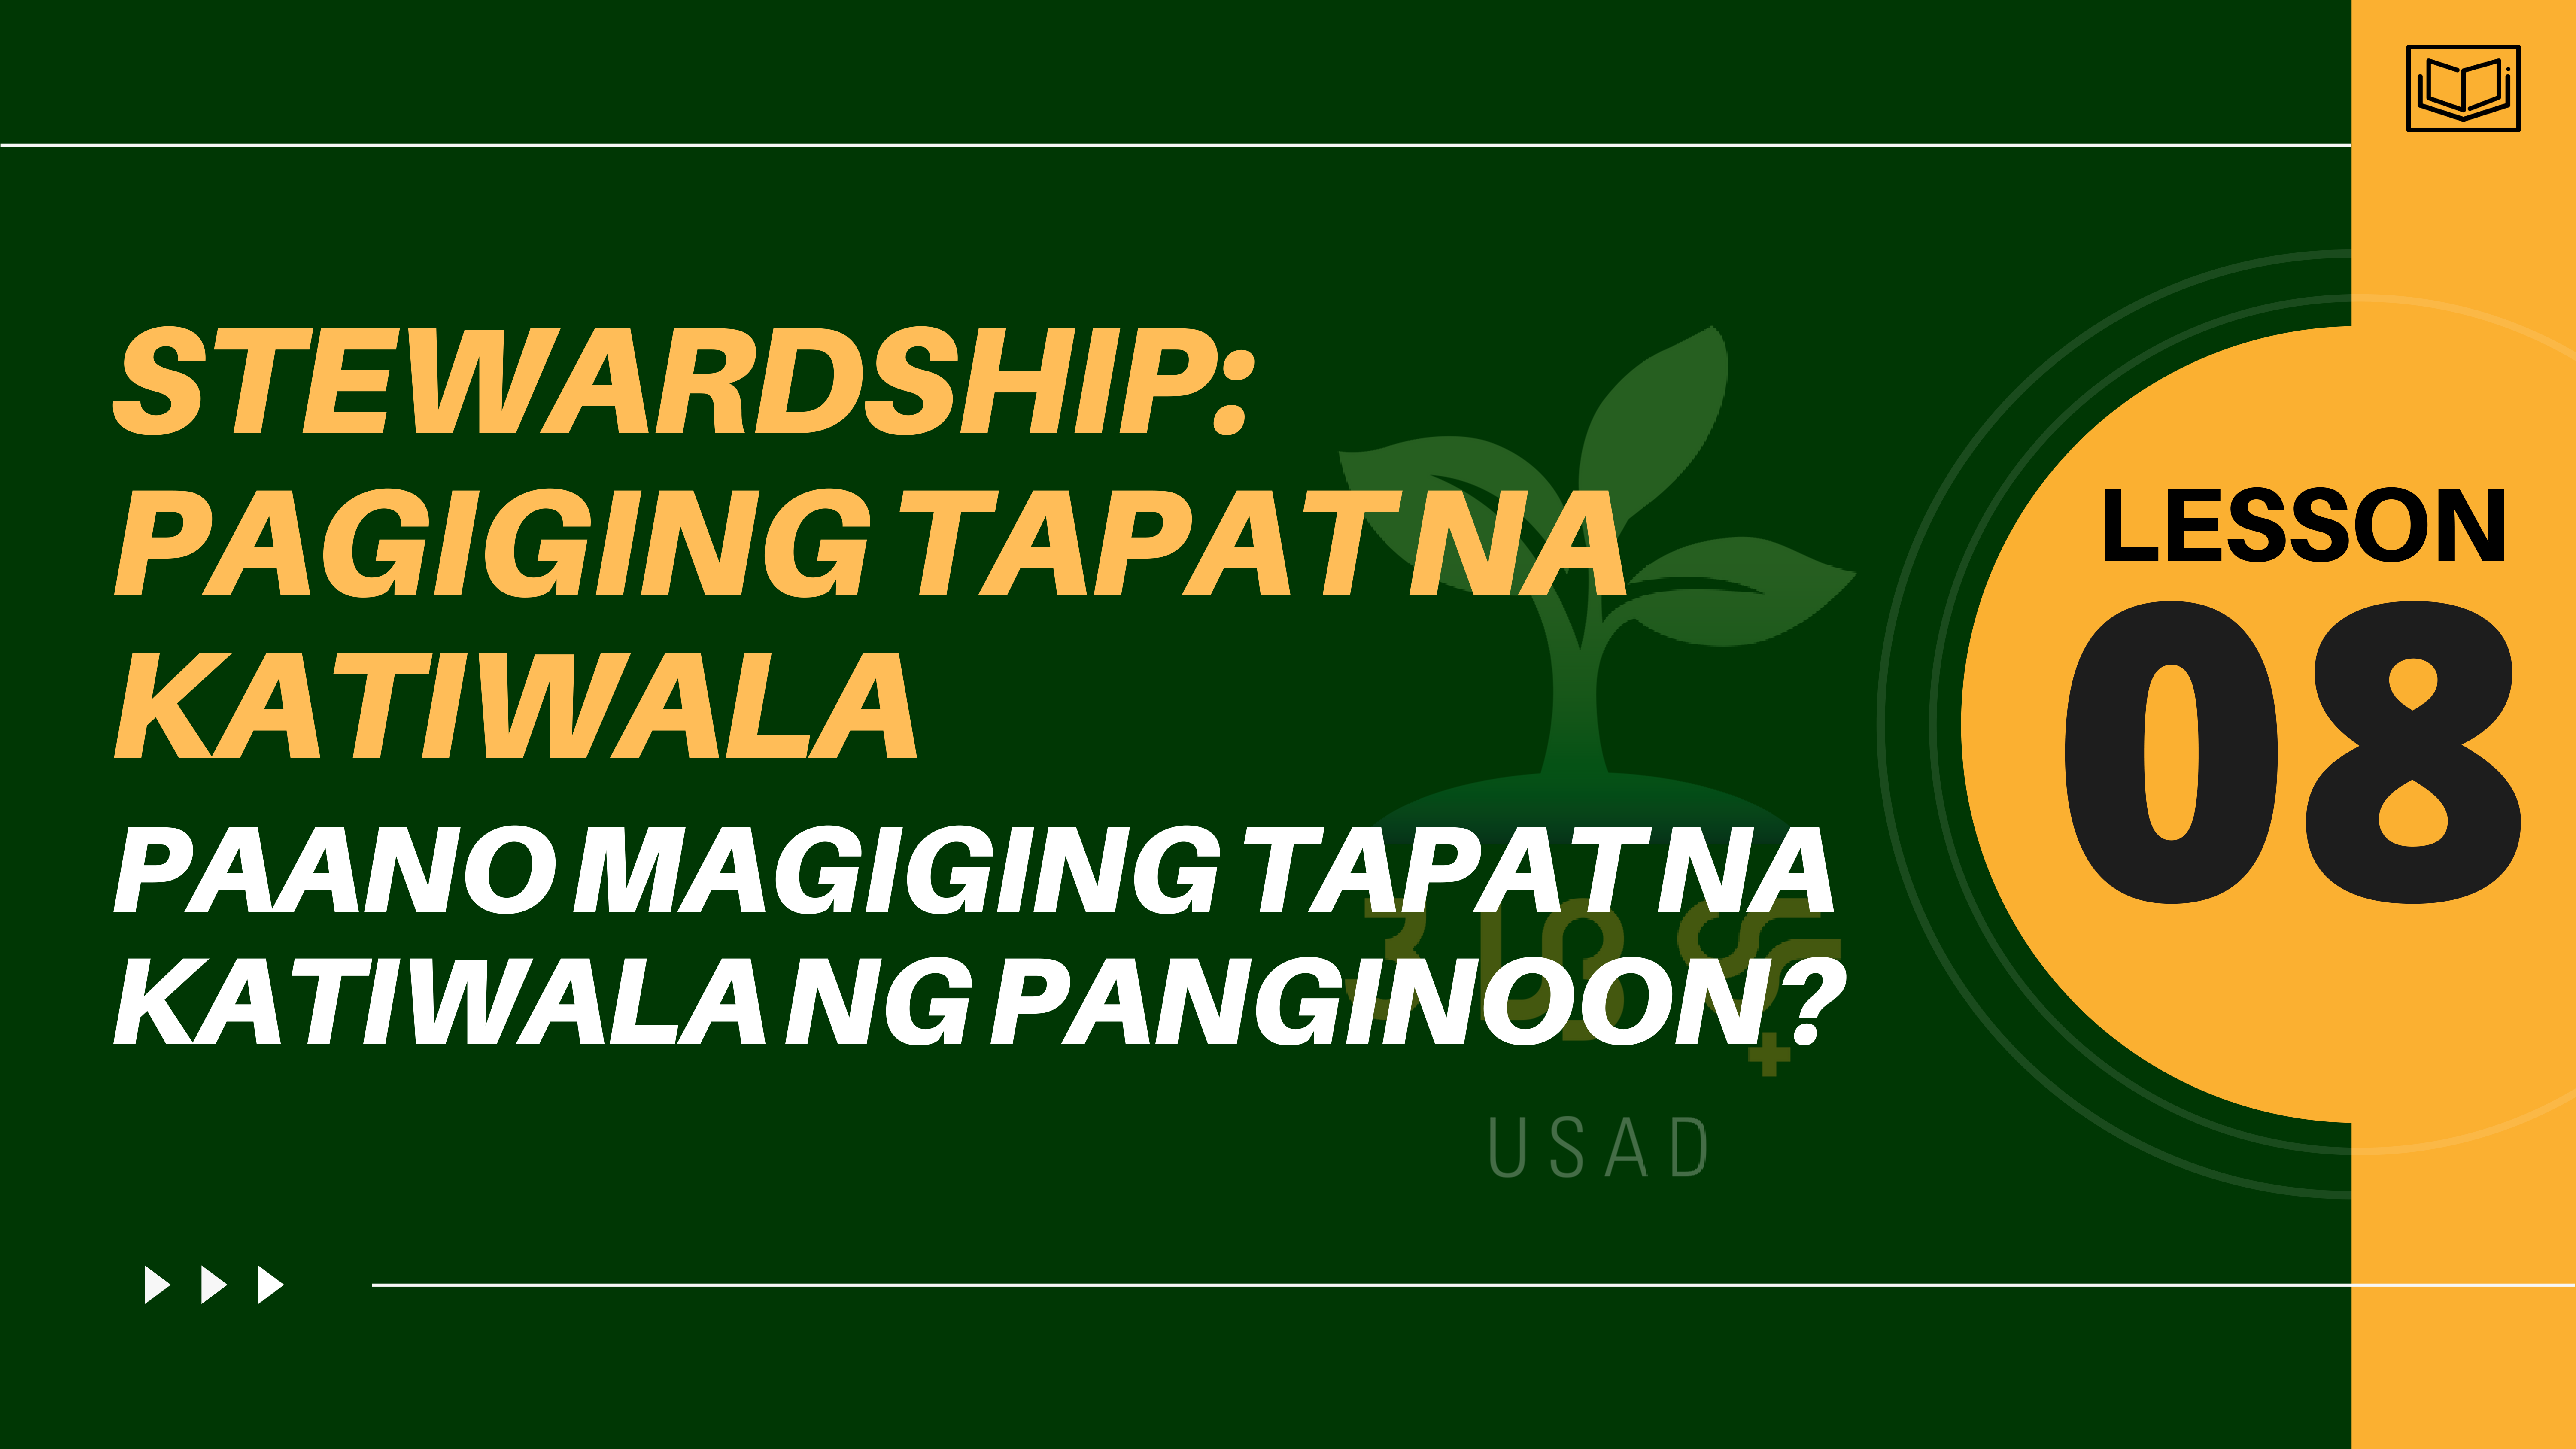 STEWARDSHIP:
PAGIGING TAPAT NA
KATIWALA
PAANO MAGIGING TAPAT NA
KATIWALA NG PANGINOON?
USAD
LESSON
08